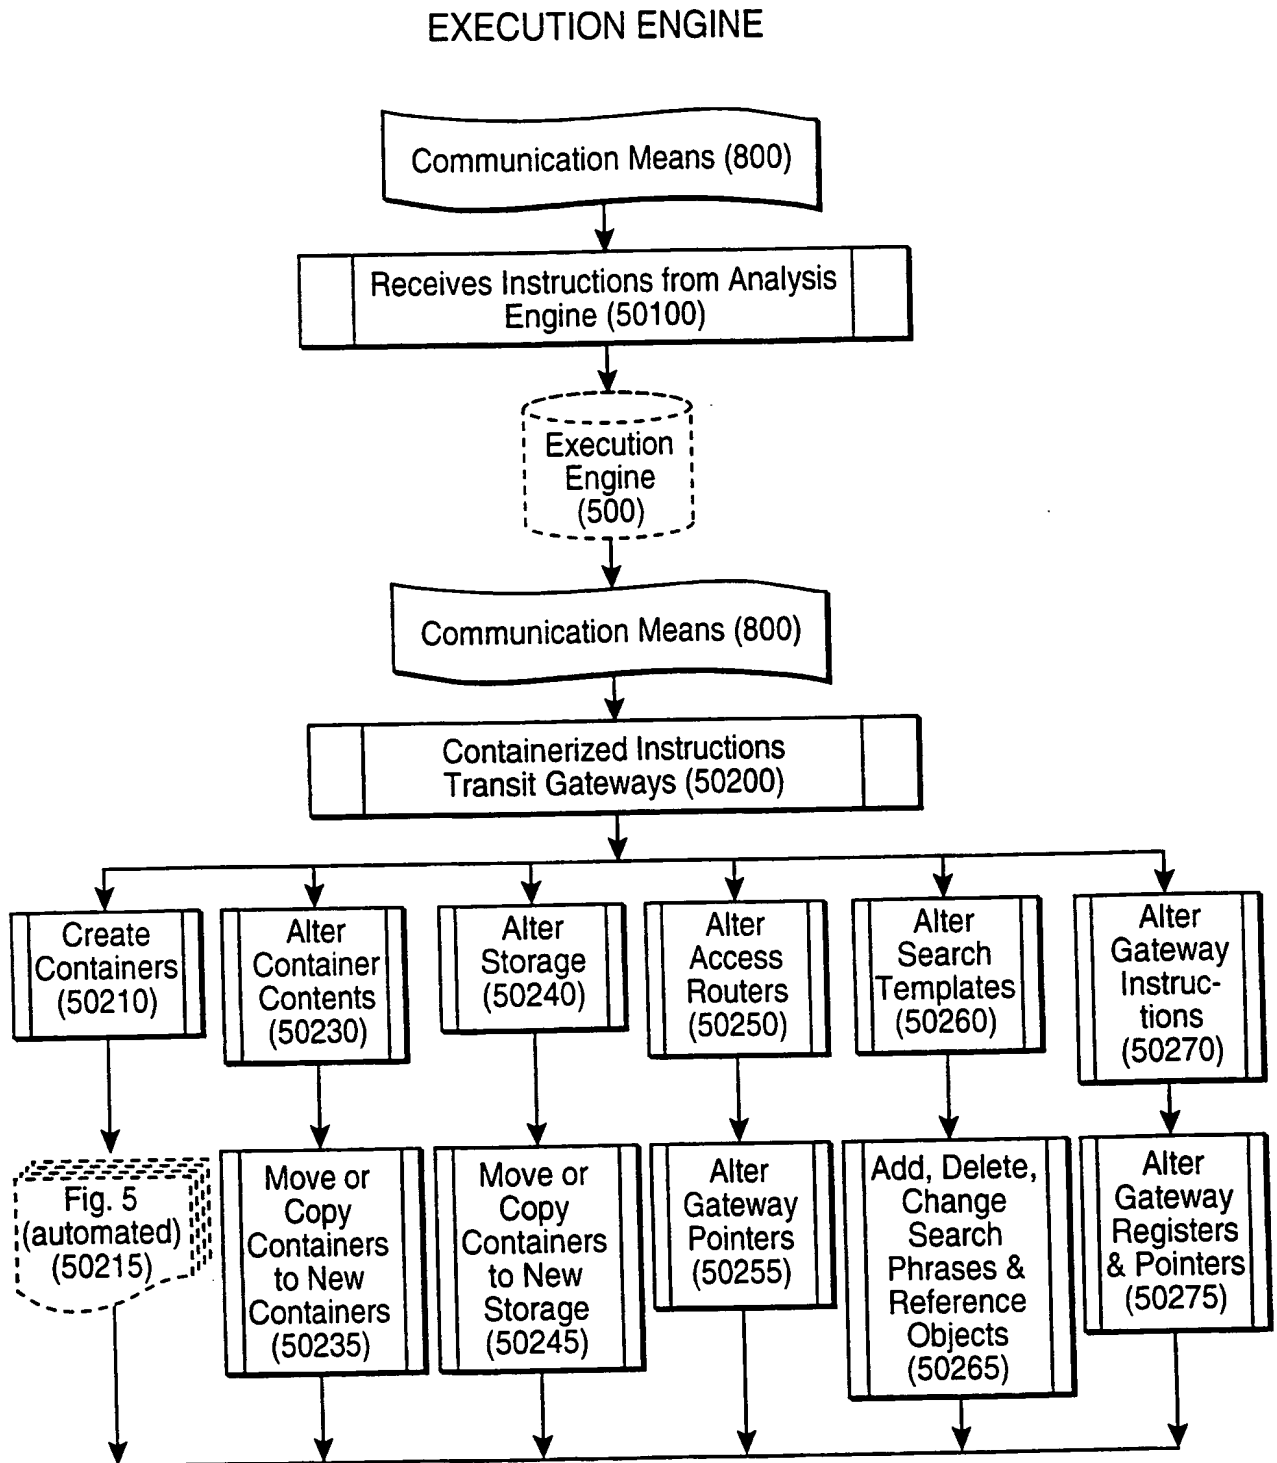 EXECUTION ENGINE
Communication Means (800)
Receives Instructions from Analysis
Engine (50100)
Execution
Engine
(500)
Communication Means (800)
Containerized Instructions
Transit Gateways (50200)
Create
Containers
(50210)
Alter
Container
Contents
(50230)
Alter
Storage
(50240)
Alter
Access
Routers
(50250)
Alter
Search
Templates
(50260)
Alter
Gateway
Instruc-
tions
(50270)
Fig. 5
(automated)
(50215)
Move or
Copy
Containers
to New
Containers
(50235)
Move or
Copy
Containers
to New
Storage
(50245)
Alter
Gateway
Pointers
(50255)
Add, Delete,
Change
Search
Phrases &
Reference
Objects
(50265)
Alter
Gateway
Registers
& Pointers
(50275)